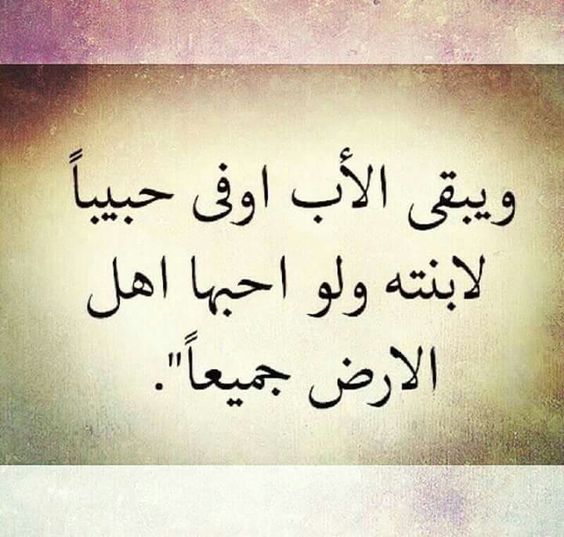 ويبقى الأب اوفى حبيباً
لابنته ولو احبها اهل
الارض جميعاً".